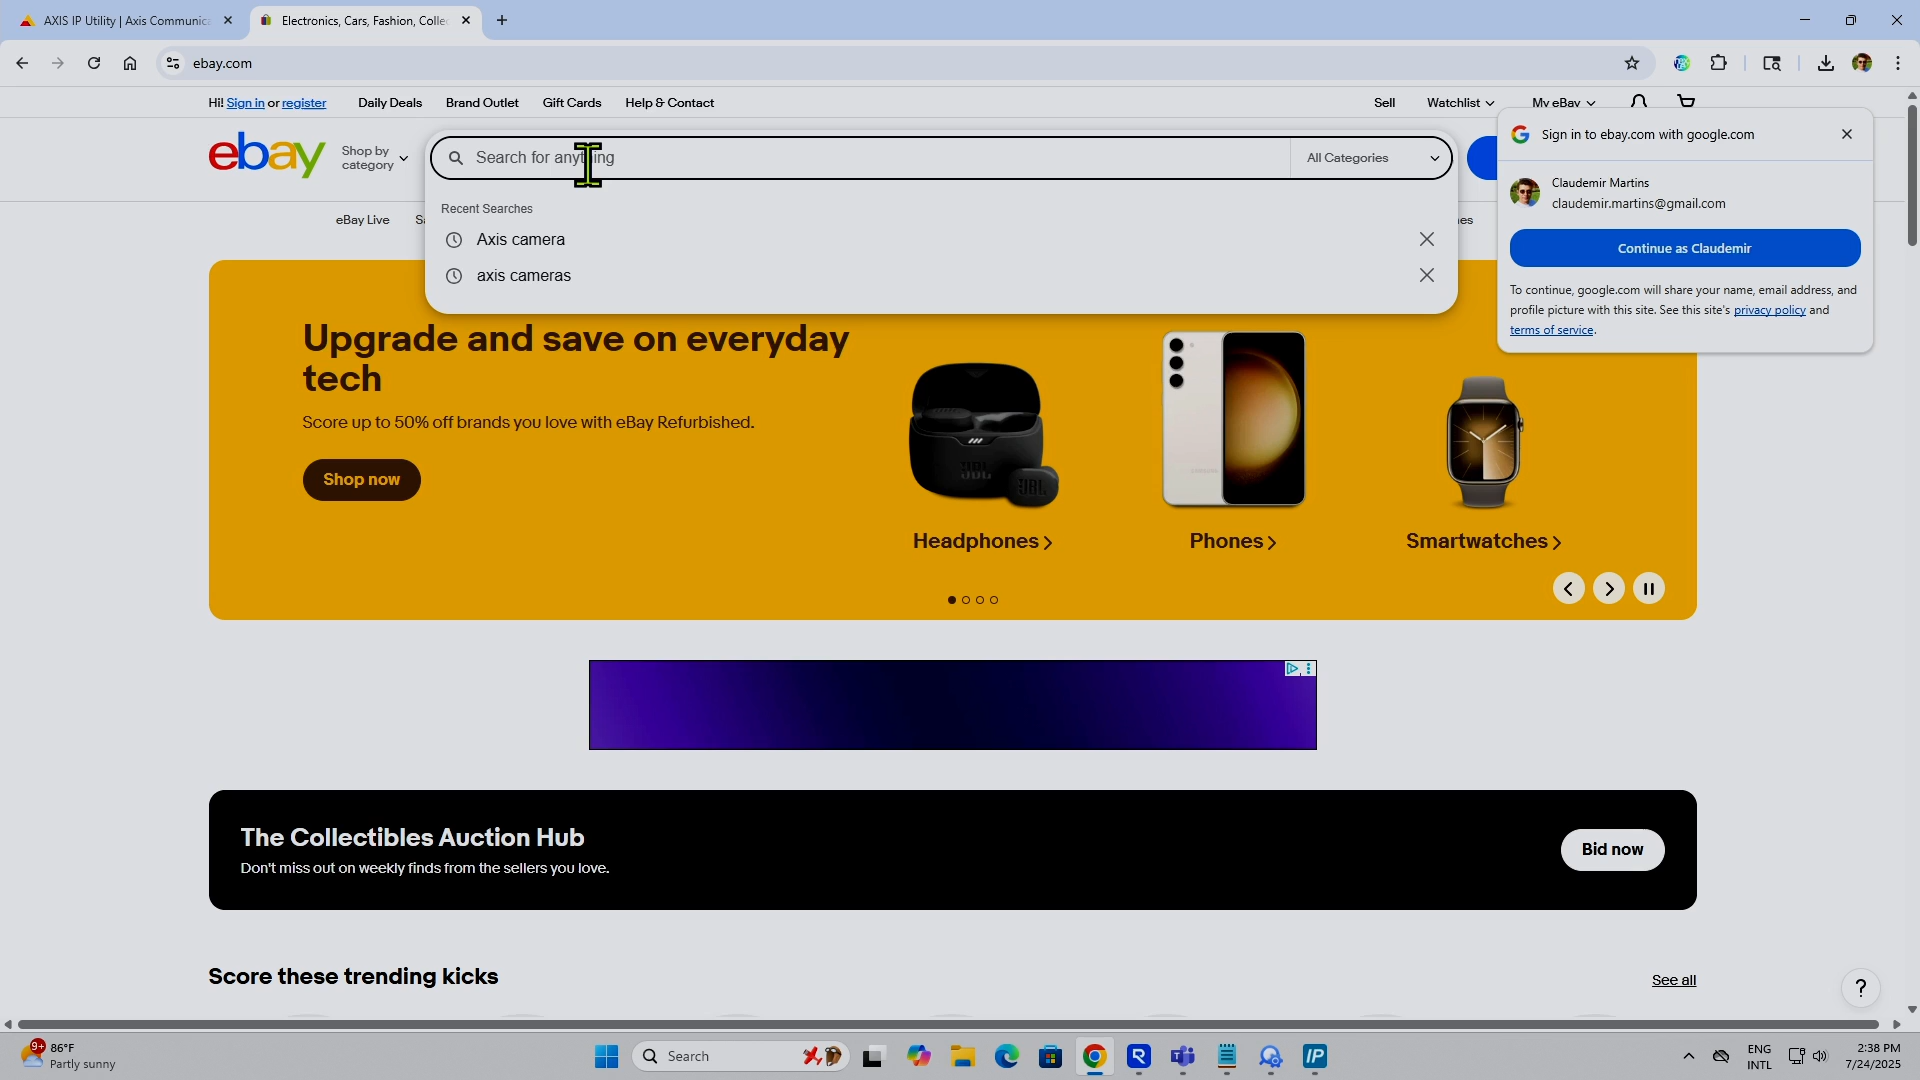 AXIS IP Utility | Axis Communica
Electronics, Cars, Fashion, Colle
ebay.com
Hi! Sign in or register
Daily Deals
Brand Outlet
Gift Cards
Help & Contact
Sell
Watchlist
My eBay
ebay
Shop by
category
Search for anything
All Categories
Recent Searches
Axis camera
axis cameras
eBay Live
Sign in to ebay.com with google.com
Claudemir Martins
claudemir.martins@gmail.com
Continue as Claudemir
To continue, google.com will share your name, email address, and
profile picture with this site. See this site's privacy policy and
terms of service.
Upgrade and save on everyday
tech
Score up to 50% off brands you love with eBay Refurbished.
Shop now
JBL
JBL
Headphones
Phones
Smartwatches
The Collectibles Auction Hub
Don't miss out on weekly finds from the sellers you love.
Bid now
Score these trending kicks
See all
?
9+
86°F
Partly sunny
Search
R
IP
ENG
INTL
2:38 PM
7/24/2025